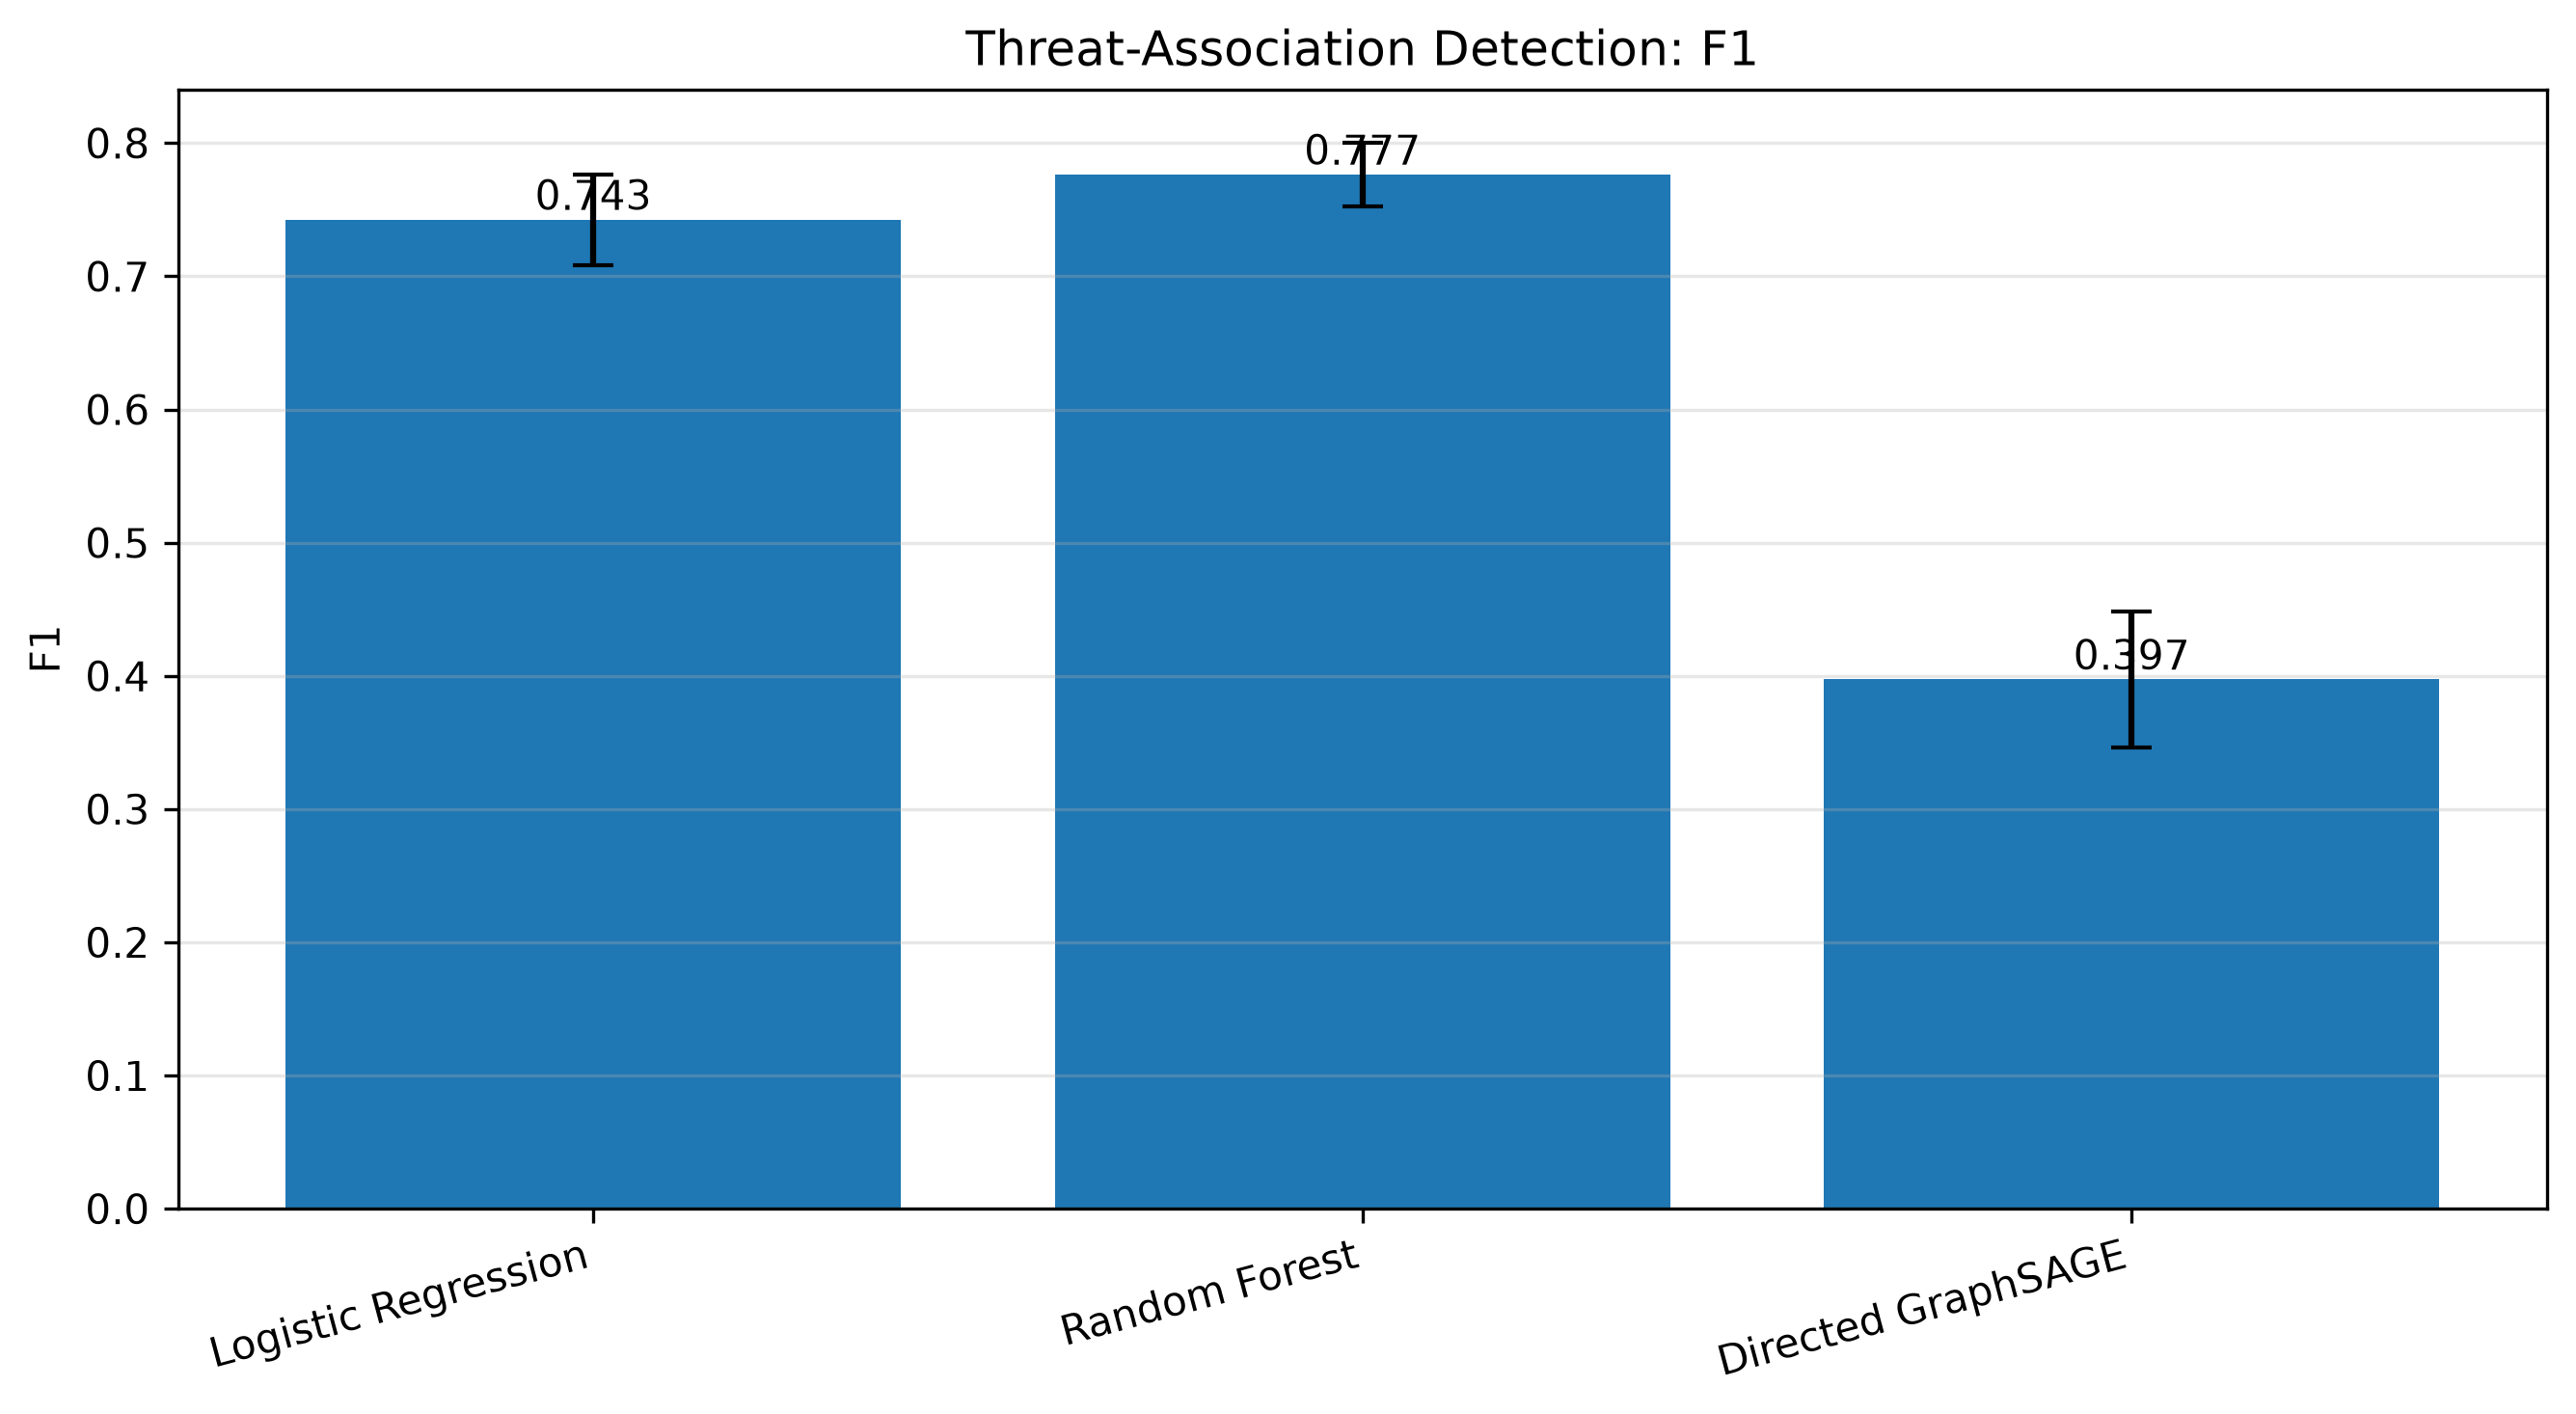 Threat-Association Detection: F1
F1
0.8
0.7
0.6
0.5
0.4
0.3
0.2
0.1
0.0
0.743
0.777
0.397
Logistic Regression
Random Forest
Directed GraphSAGE